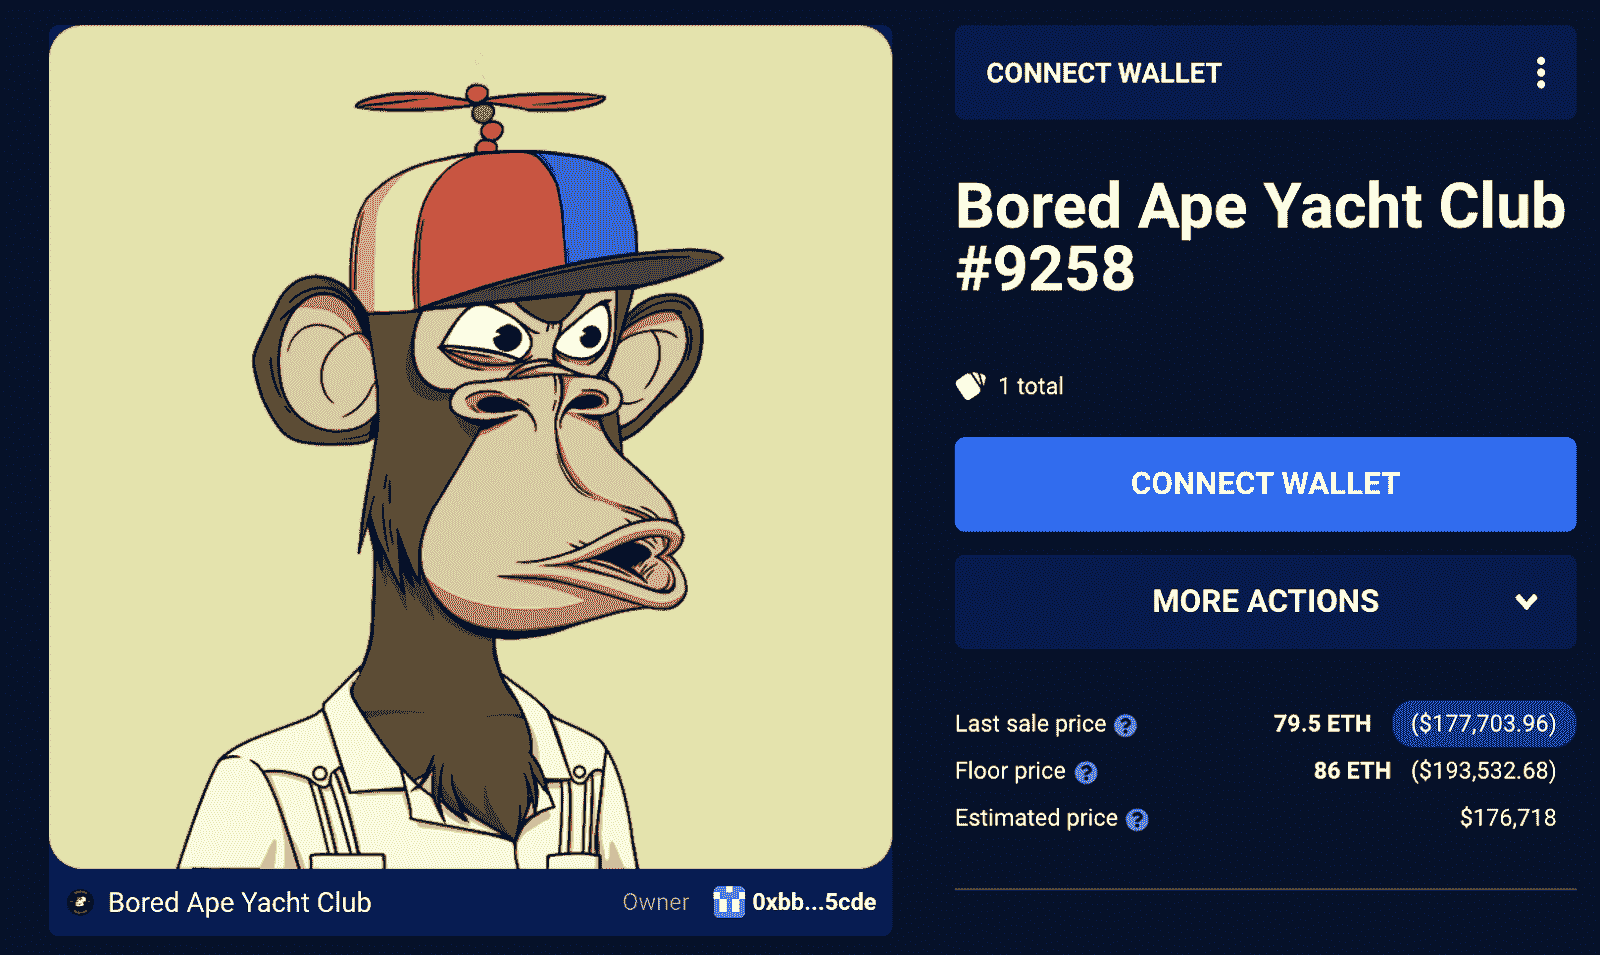 CONNECT WALLET
Bored Ape Yacht Club
#9258
1 total
CONNECT WALLET
MORE ACTIONS
Last sale price ? 79.5 ETH ($177,703.96)
Floor price ? 86 ETH ($193,532.68)
Estimated price ? $176,718
Bored Ape Yacht Club Owner 0xbb...5cde